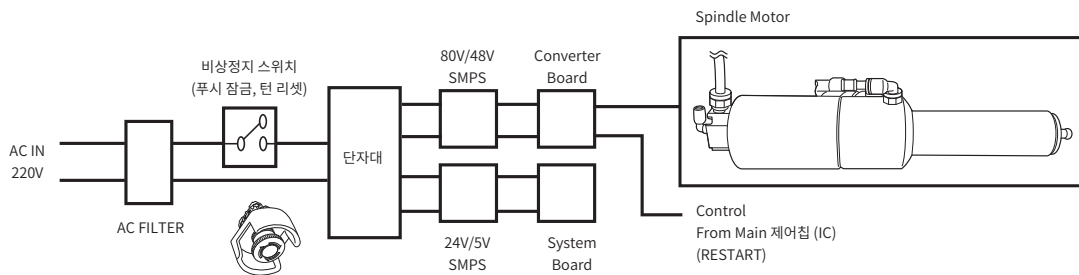 Spindle Motor
비상정지 스위치
(푸시 잠금, 턴 리셋)
80V/48V
SMPS
Converter
Board
AC IN
220V
단자대
AC FILTER
24V/5V
SMPS
System
Board
Control
From Main 제어칩 (IC)
(RESTART)